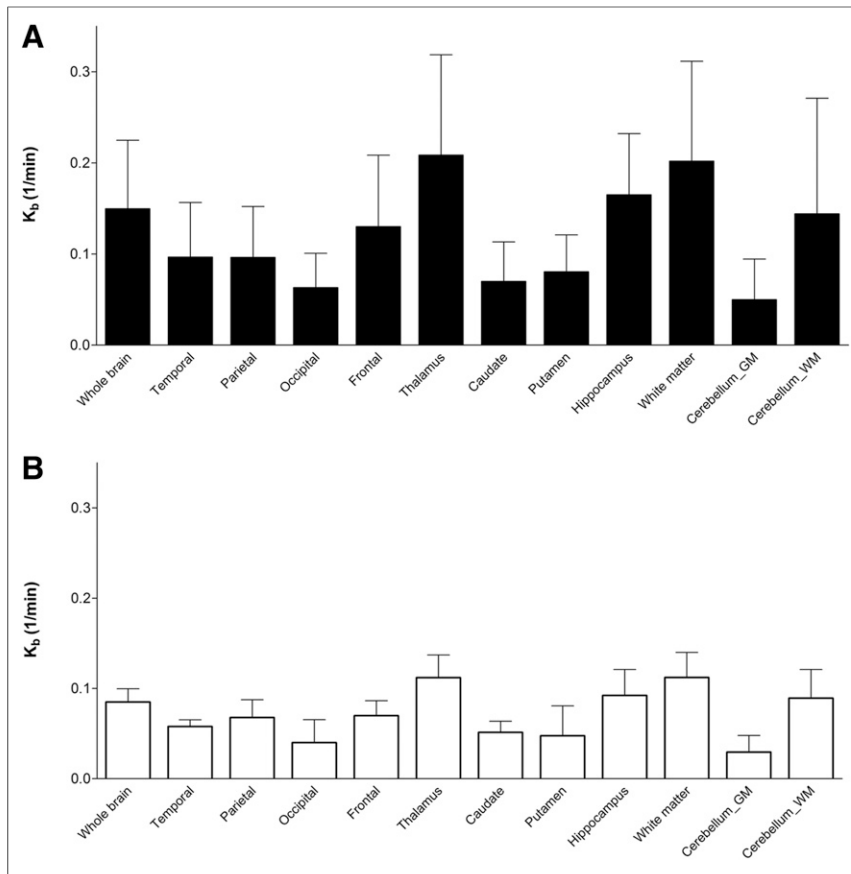 A
0.3
0.2
0.1
0.0
K_b (1/min)
Whole brain
Temporal
Parietal
Occipital
Frontal
Thalamus
Caudate
Putamen
Hippocampus
White matter
Cerebellum_GM
Cerebellum_WM
B
0.3
0.2
0.1
0.0
K_b (1/min)
Whole brain
Temporal
Parietal
Occipital
Frontal
Thalamus
Caudate
Putamen
Hippocampus
White matter
Cerebellum_GM
Cerebellum_WM